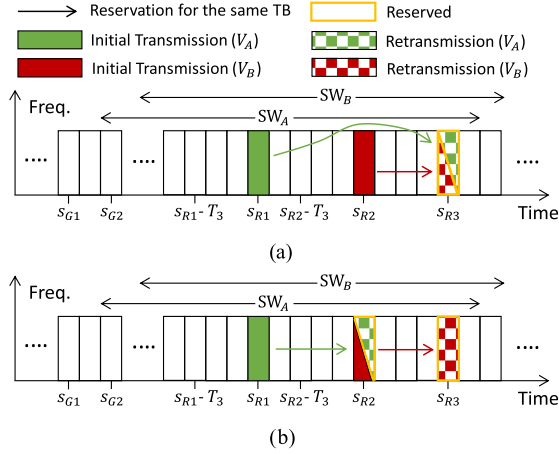 Reservation for the same TB
Reserved
Initial Transmission (V_A)
Retransmission (V_A)
Initial Transmission (V_B)
Retransmission (V_B)
SW_B
SW_A
Freq.
....
....
....
s_G1 s_G2 s_R1 - T_3 s_R1 s_R2 - T_3 s_R2 s_R3 Time
(a)
SW_B
SW_A
Freq.
....
....
....
s_G1 s_G2 s_R1 - T_3 s_R1 s_R2 - T_3 s_R2 s_R3 Time
(b)